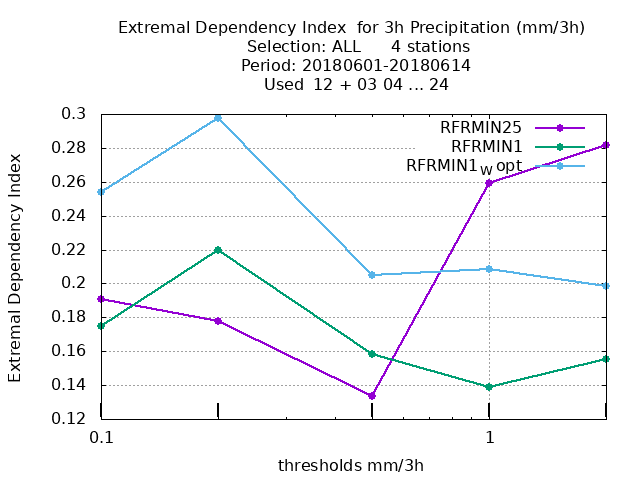 Extremal Dependency Index  for 3h Precipitation (mm/3h)
Selection: ALL      4 stations
Period: 20180601-20180614
Used  12 + 03 04 ... 24
RFRMIN25
RFRMIN1
RFRMIN1W opt
0.3
0.28
0.26
0.24
0.22
0.2
0.18
0.16
0.14
0.12
Extremal Dependency Index
0.1
1
thresholds mm/3h